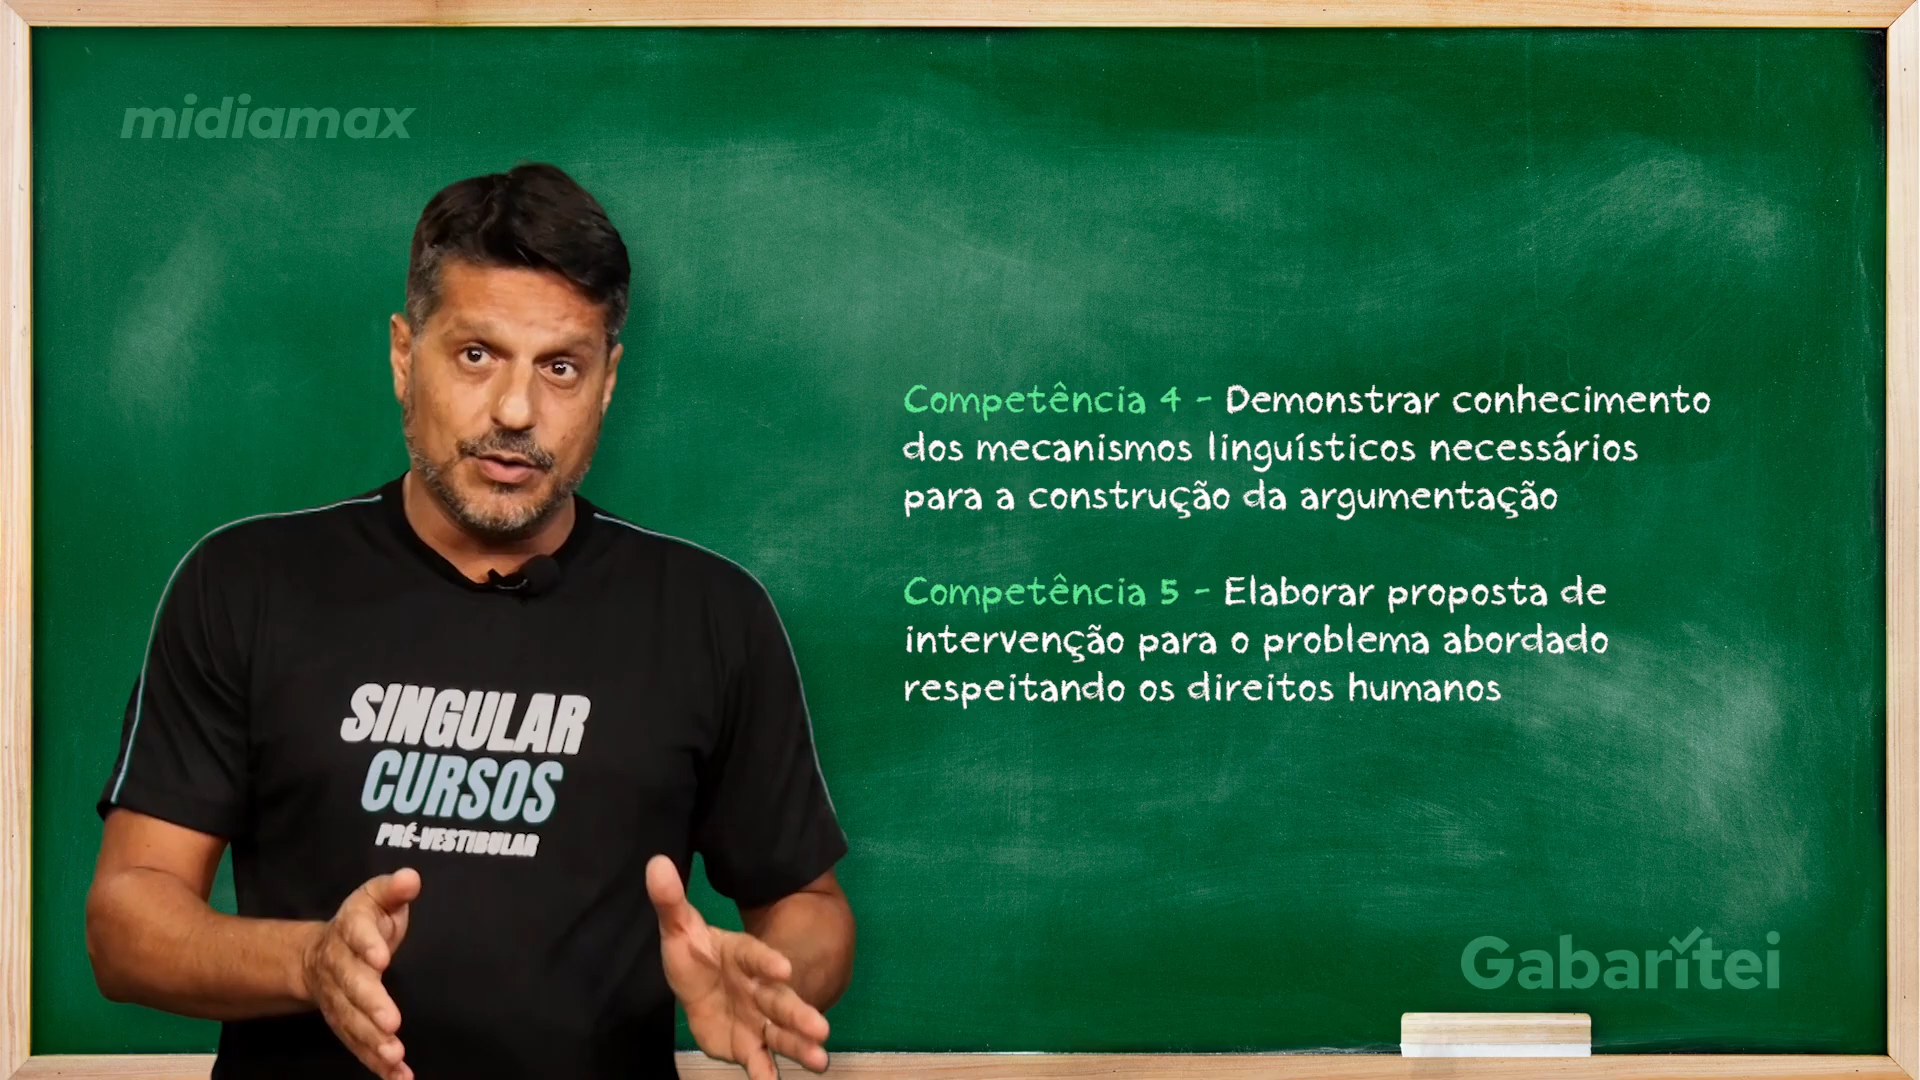 midiamax
Competência 4 - Demonstrar conhecimento
dos mecanismos linguísticos necessários
para a construção da argumentação
Competência 5 - Elaborar proposta de
intervenção para o problema abordado
respeitando os direitos humanos
SINGULAR
CURSOS
PRÉ-VESTIBULAR
Gabaritei